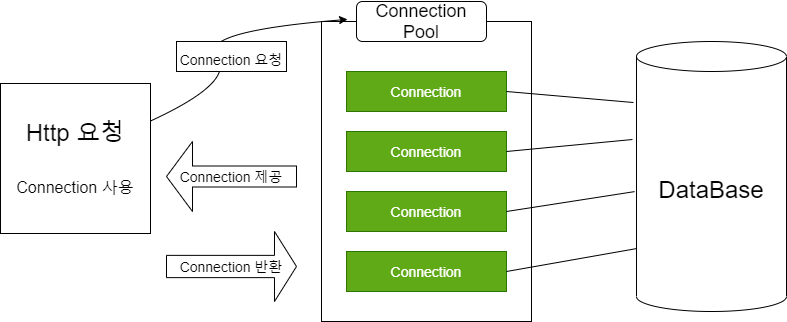 Connection
Pool
Connection 요청
Http 요청
Connection 사용
Connection 제공
Connection 반환
Connection
Connection
Connection
Connection
DataBase